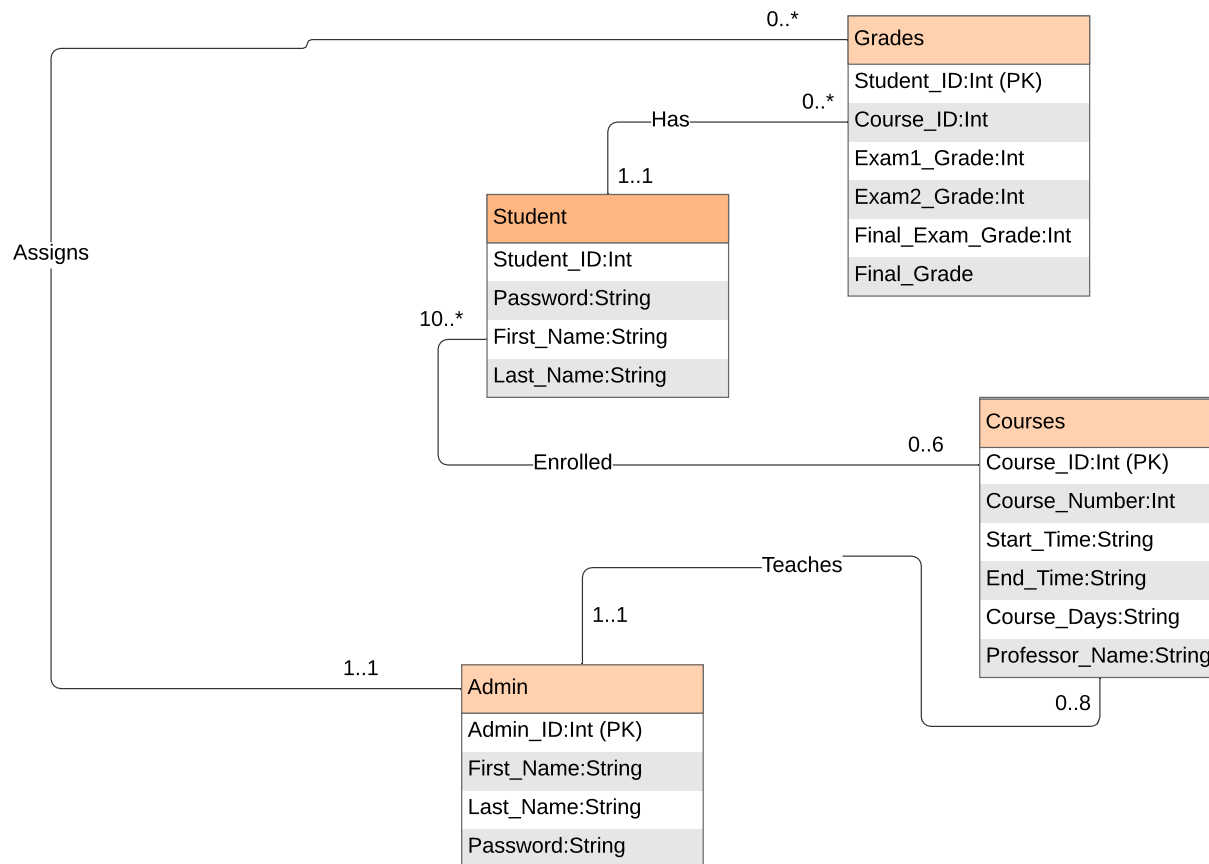 0..*
Grades
Student_ID:Int (PK)
0..*
Has
Course_ID:Int
Exam1_Grade:Int
1..1
Exam2_Grade:Int
Student
Final_Exam_Grade:Int
Assigns
Student_ID:Int
Final_Grade
Password:String
10..*
First_Name:String
Last_Name:String
Courses
0..6
Enrolled
Course_ID:Int (PK)
Course_Number:Int
Start_Time:String
Teaches
End_Time:String
1..1
Course_Days:String
Professor_Name:String
1..1
Admin
0..8
Admin_ID:Int (PK)
First_Name:String
Last_Name:String
Password:String